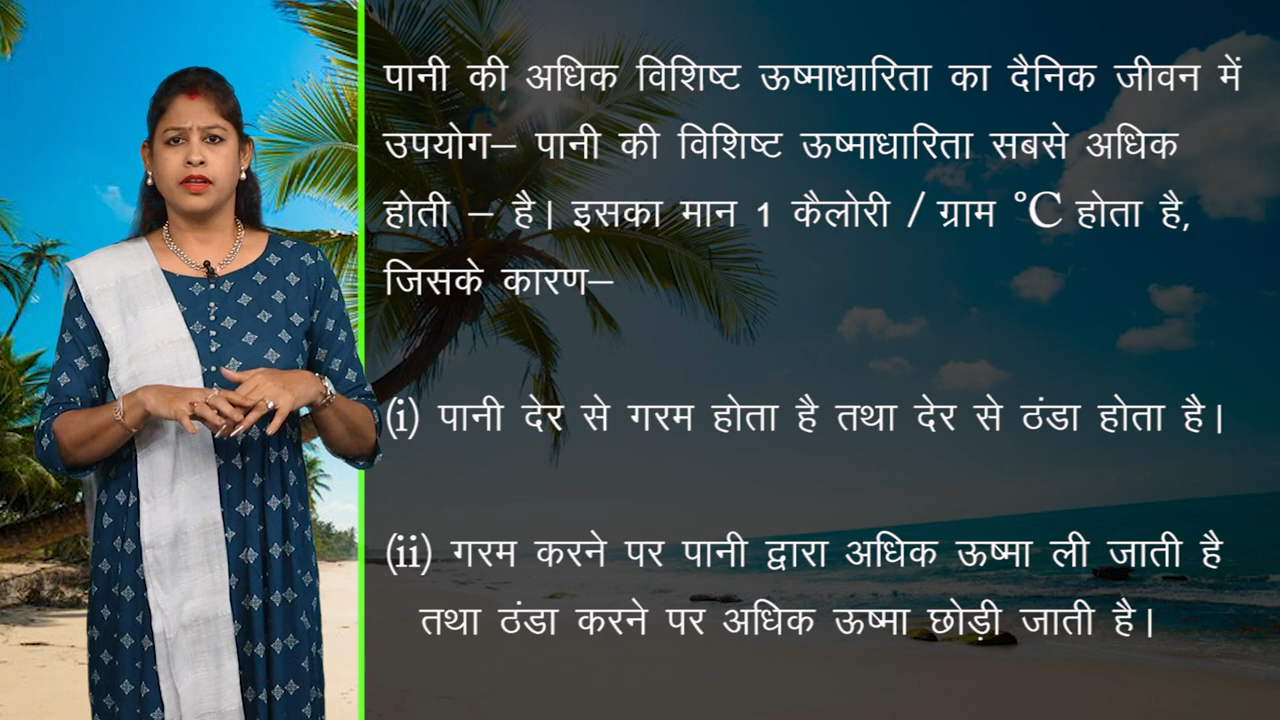 पानी की अधिक विशिष्ट ऊष्माधारिता का दैनिक जीवन में
उपयोग– पानी की विशिष्ट ऊष्माधारिता सबसे अधिक
होती – है। इसका मान 1 कैलोरी / ग्राम °C होता है,
जिसके कारण–
(i) पानी देर से गरम होता है तथा देर से ठंडा होता है।
(ii) गरम करने पर पानी द्वारा अधिक ऊष्मा ली जाती है
तथा ठंडा करने पर अधिक ऊष्मा छोड़ी जाती है।